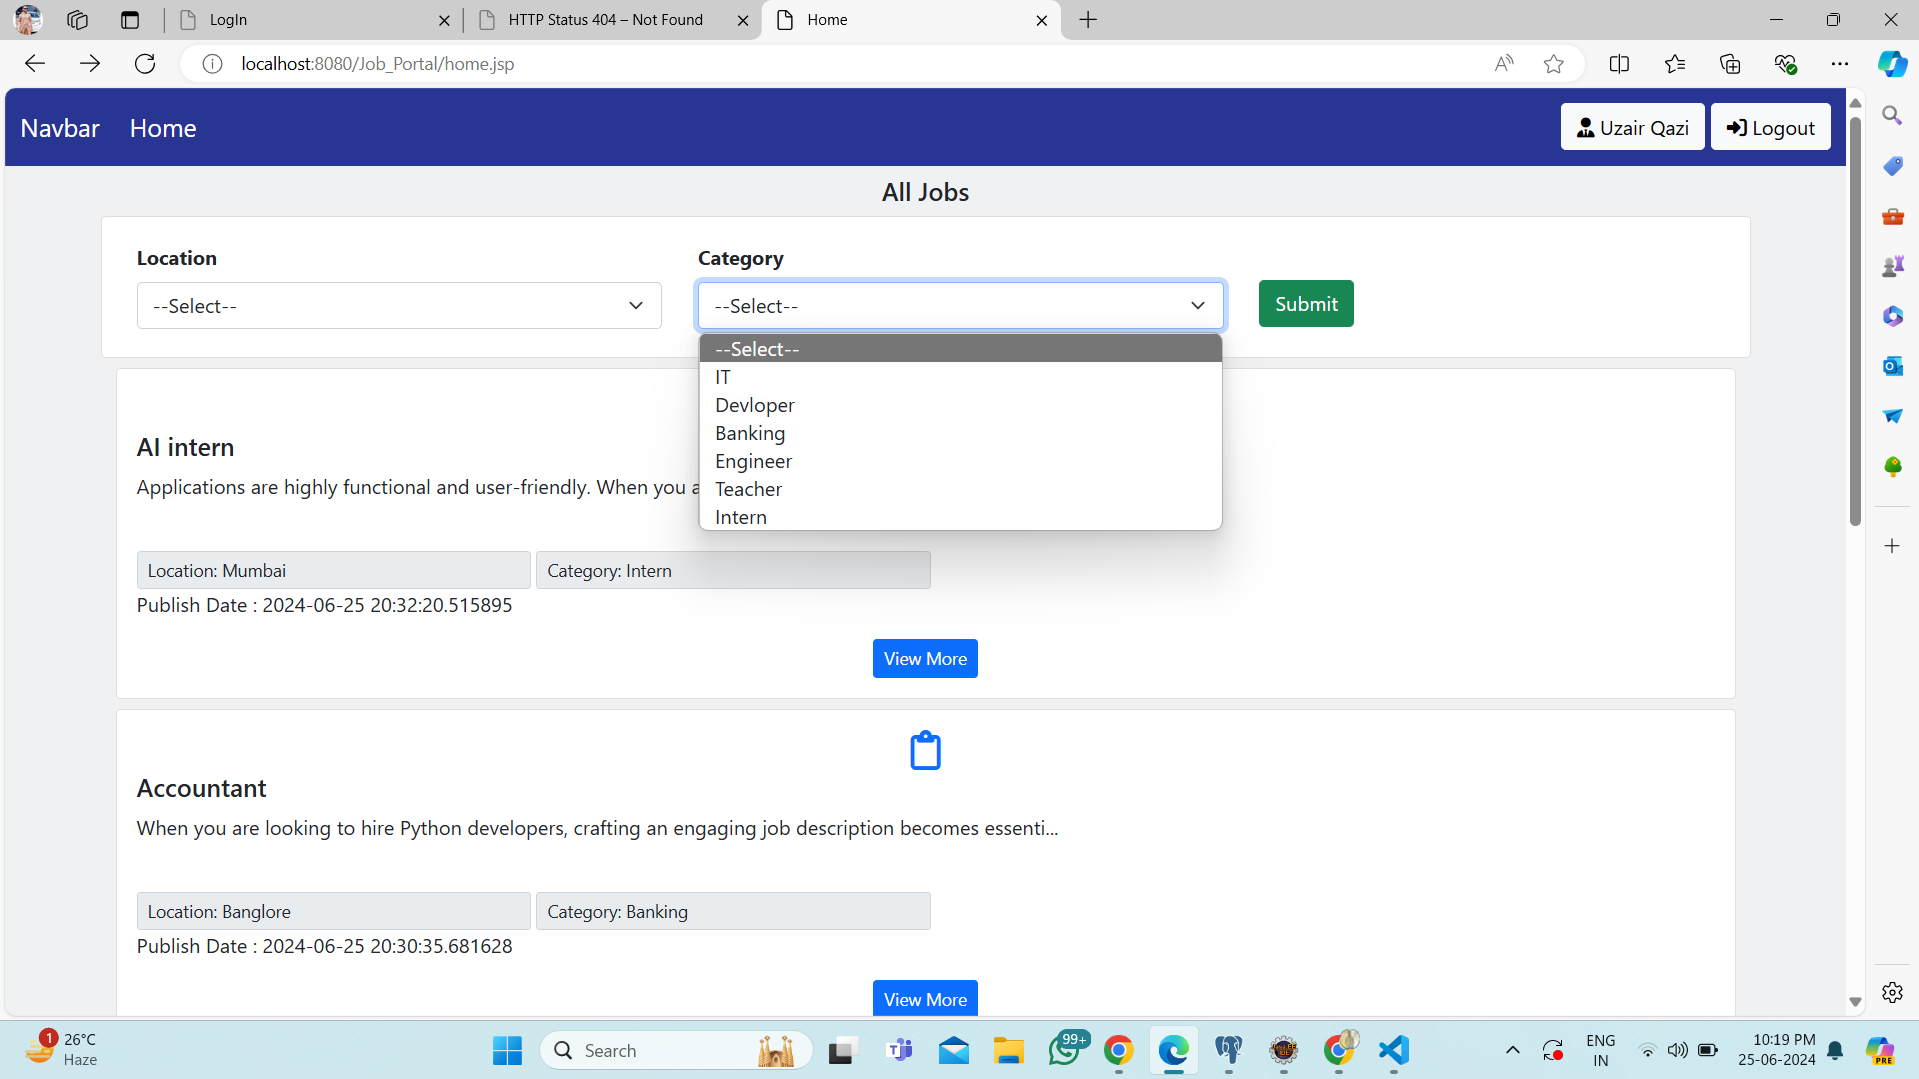 LogIn
HTTP Status 404 – Not Found
Home
localhost:8080/Job_Portal/home.jsp
Navbar
Home
Uzair Qazi
Logout
All Jobs
Location
Category
--Select--
--Select--
Submit
--Select--
IT
Devloper
Banking
Engineer
Teacher
Intern
AI intern
Applications are highly functional and user-friendly. When you a
Location: Mumbai
Category: Intern
Publish Date : 2024-06-25 20:32:20.515895
View More
Accountant
When you are looking to hire Python developers, crafting an engaging job description becomes essenti...
Location: Banglore
Category: Banking
Publish Date : 2024-06-25 20:30:35.681628
View More
1
26°C
Haze
Search
99+
ENG
IN
10:19 PM
25-06-2024
PRE